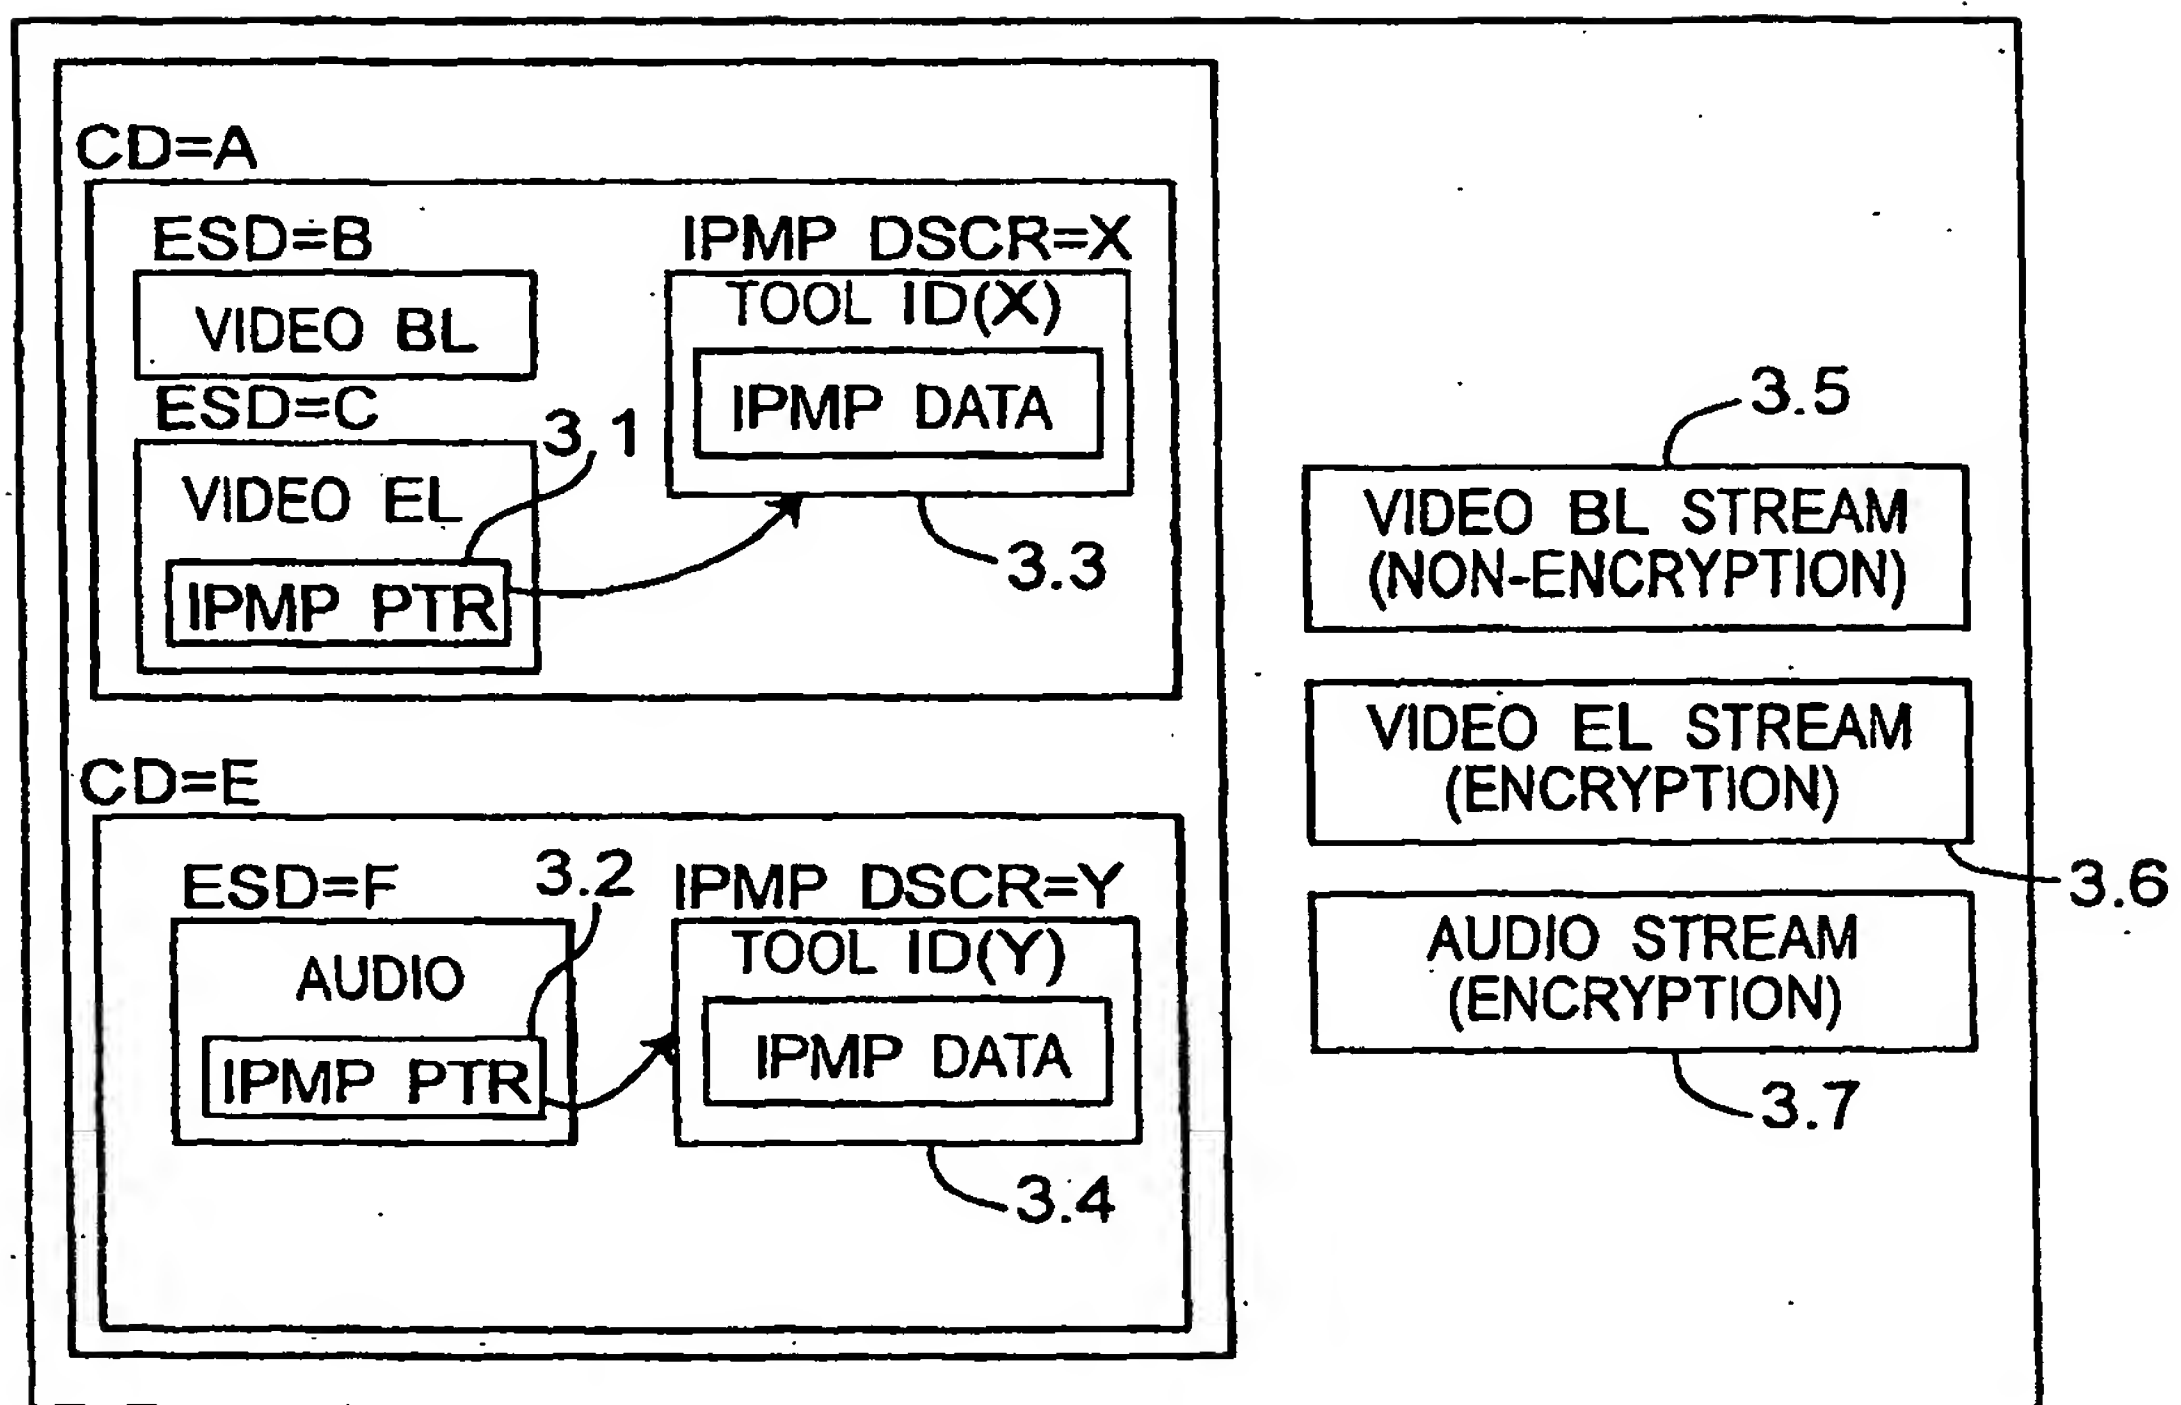 CD=A
ESD=B
VIDEO BL
ESD=C
3.1
VIDEO EL
IPMP PTR
IPMP DSCR=X
TOOL ID(X)
IPMP DATA
3.3
CD=E
ESD=F
3.2
AUDIO
IPMP PTR
IPMP DSCR=Y
TOOL ID(Y)
IPMP DATA
3.4
3.5
VIDEO BL STREAM
(NON-ENCRYPTION)
VIDEO EL STREAM
(ENCRYPTION)
3.6
AUDIO STREAM
(ENCRYPTION)
3.7